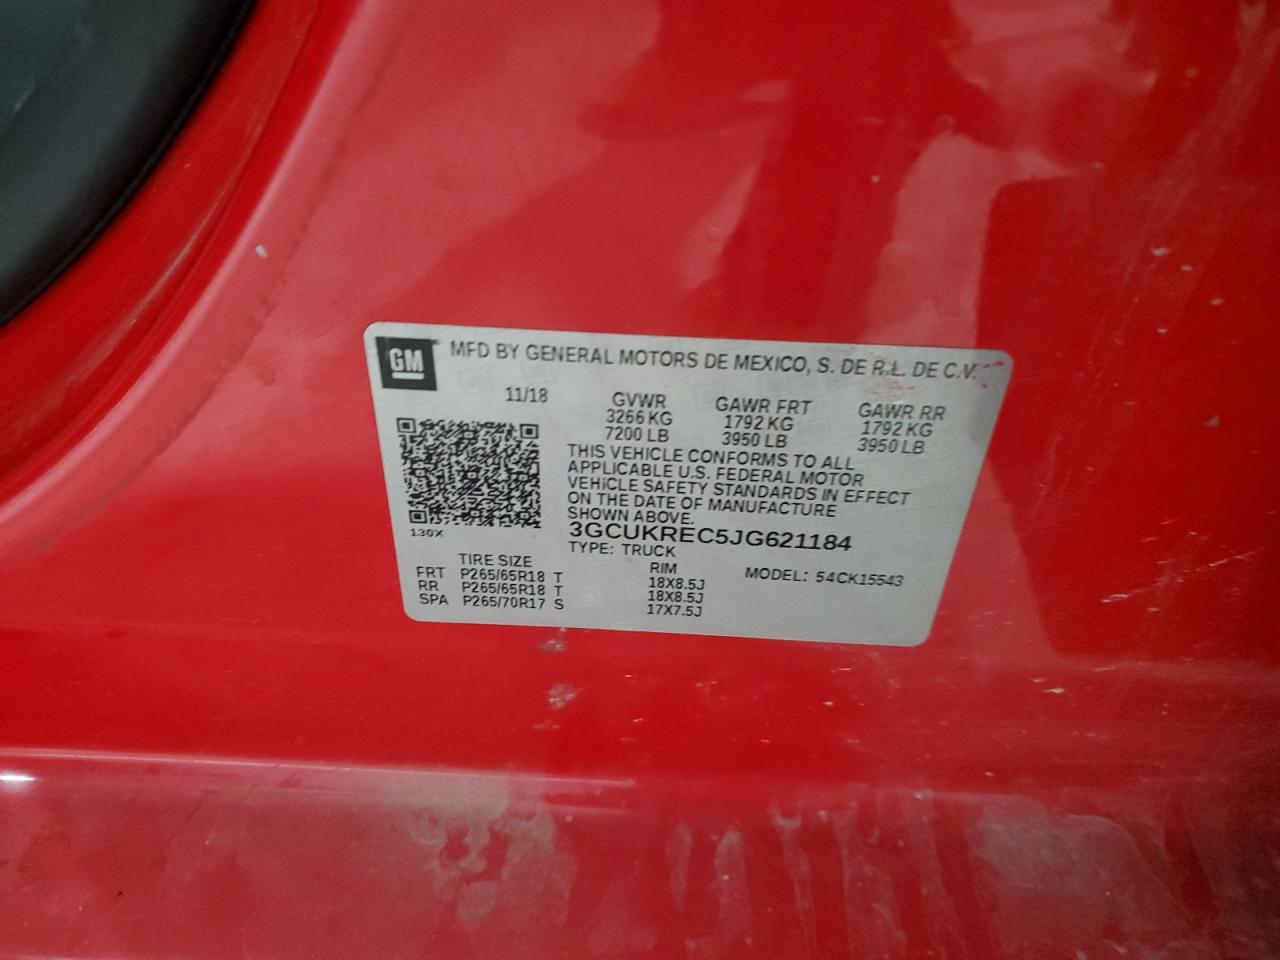 GM
MFD BY GENERAL MOTORS DE MEXICO, S. DE R.L. DE C.V.
11/18 GVWR GAWR FRT GAWR RR
3266 KG 1792 KG 1792 KG
7200 LB 3950 LB 3950 LB
THIS VEHICLE CONFORMS TO ALL
APPLICABLE U.S. FEDERAL MOTOR
VEHICLE SAFETY STANDARDS IN EFFECT
ON THE DATE OF MANUFACTURE
SHOWN ABOVE.
130X
3GCUKREC5JG621184
TYPE: TRUCK
TIRE SIZE RIM MODEL: 54CK15543
FRT P265/65R18 T 18X8.5J
RR P265/65R18 T 18X8.5J
SPA P265/70R17 S 17X7.5J